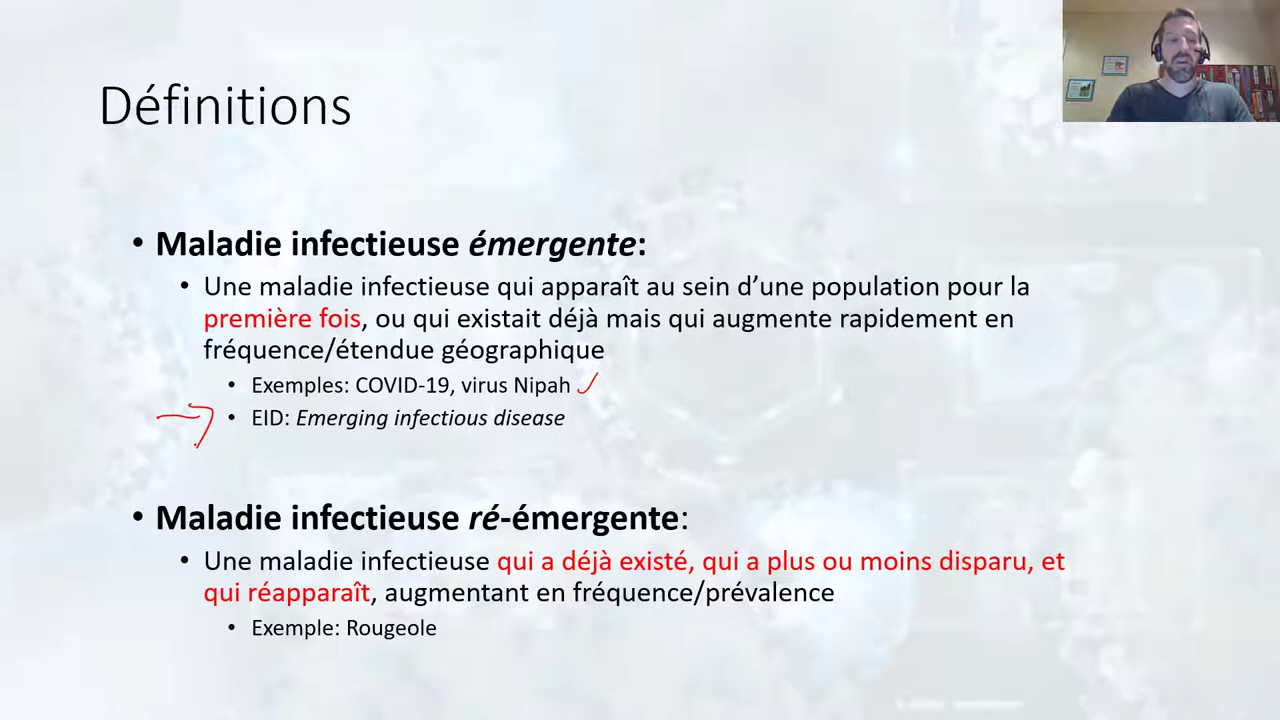 Définitions
• Maladie infectieuse émergente:
• Une maladie infectieuse qui apparaît au sein d’une population pour la
première fois, ou qui existait déjà mais qui augmente rapidement en
fréquence/étendue géographique
• Exemples: COVID-19, virus Nipah
• EID: Emerging infectious disease
• Maladie infectieuse ré-émergente:
• Une maladie infectieuse qui a déjà existé, qui a plus ou moins disparu, et
qui réapparaît, augmentant en fréquence/prévalence
• Exemple: Rougeole